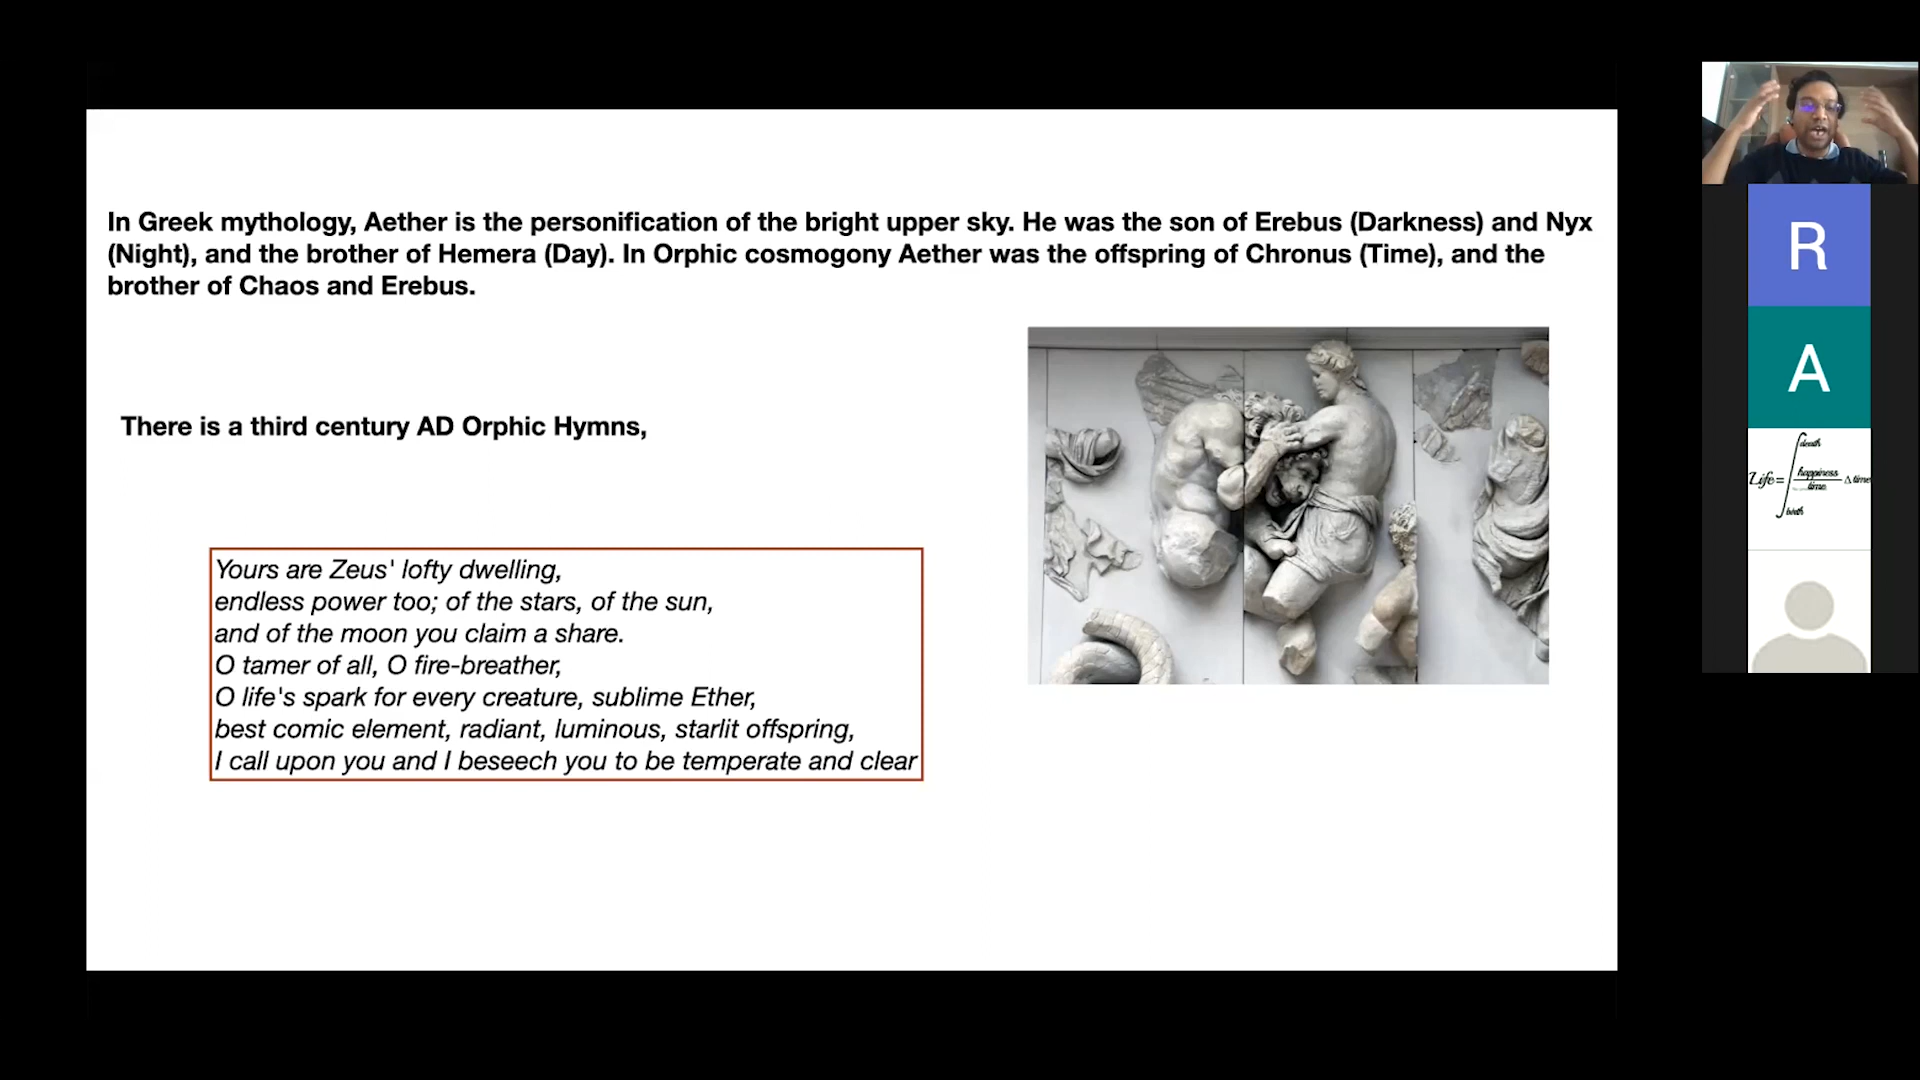 In Greek mythology, Aether is the personification of the bright upper sky. He was the son of Erebus (Darkness) and Nyx
(Night), and the brother of Hemera (Day). In Orphic cosmogony Aether was the offspring of Chronus (Time), and the
brother of Chaos and Erebus.
There is a third century AD Orphic Hymns,
Yours are Zeus' lofty dwelling,
endless power too; of the stars, of the sun,
and of the moon you claim a share.
O tamer of all, O fire-breather,
O life's spark for every creature, sublime Ether,
best comic element, radiant, luminous, starlit offspring,
I call upon you and I beseech you to be temperate and clear
R
A
death
Life = ∫ happiness
time Δ time
birth